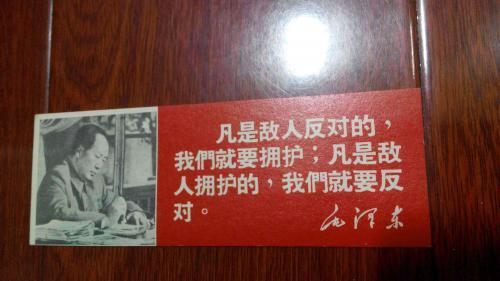 凡是敌人反对的，
我們就要拥护；凡是敌
人拥护的，我們就要反
对。
毛泽东